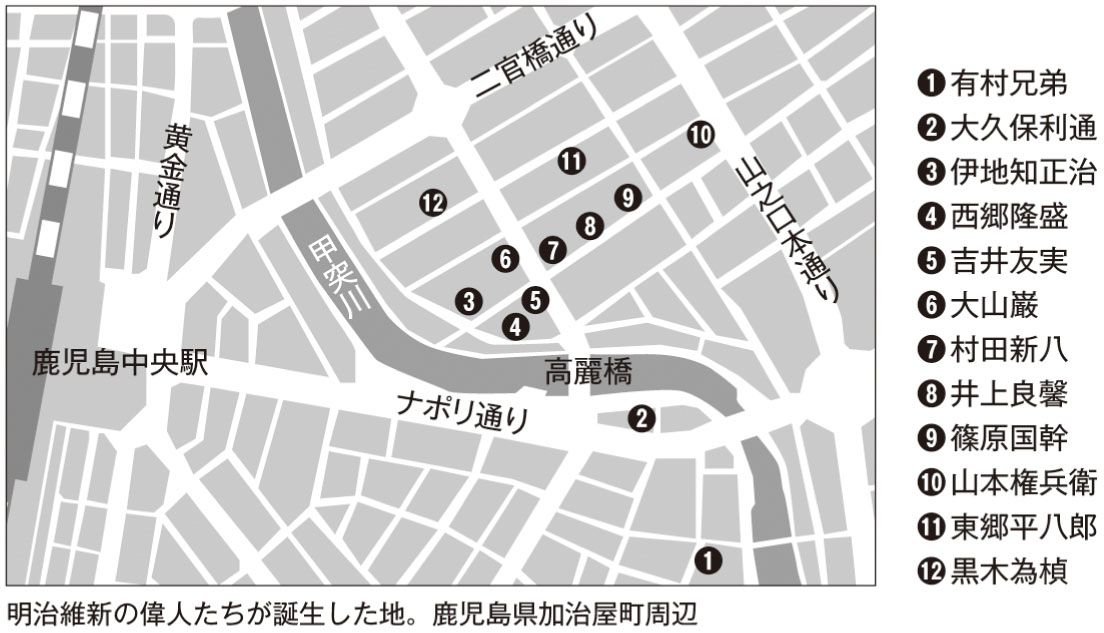 二官橋通り
黄金通り
山之口本通り
甲突川
鹿児島中央駅
高麗橋
ナポリ通り
⑩
⑪
⑨
⑫
⑧
⑦
⑥
③
⑤
④
②
①
❶有村兄弟
❷大久保利通
❸伊地知正治
❹西郷隆盛
❺吉井友実
❻大山巌
❼村田新八
❽井上良馨
❾篠原国幹
❿山本権兵衛
⓫東郷平八郎
⓬黒木為楨
明治維新の偉人たちが誕生した地。鹿児島県加治屋町周辺